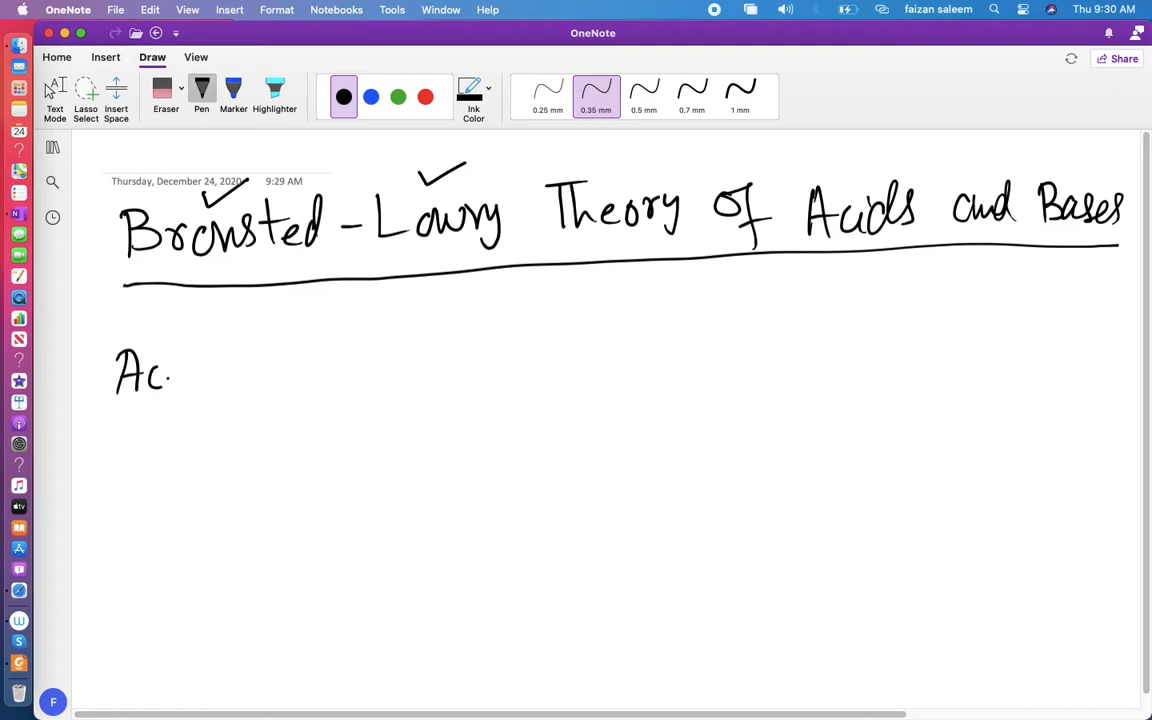 OneNote File Edit View Insert Format Notebooks Tools Window Help faizan saleem Thu 9:30 AM
OneNote
Home Insert Draw View Share
Text Mode Lasso Select Insert Space Eraser Pen Marker Highlighter Ink Color 0.25 mm 0.35 mm 0.5 mm 0.7 mm 1 mm
24
Thursday, December 24, 2020 9:29 AM
Bronsted - Lowry Theory of Acids and Bases
Ac.
tv
W
S
F